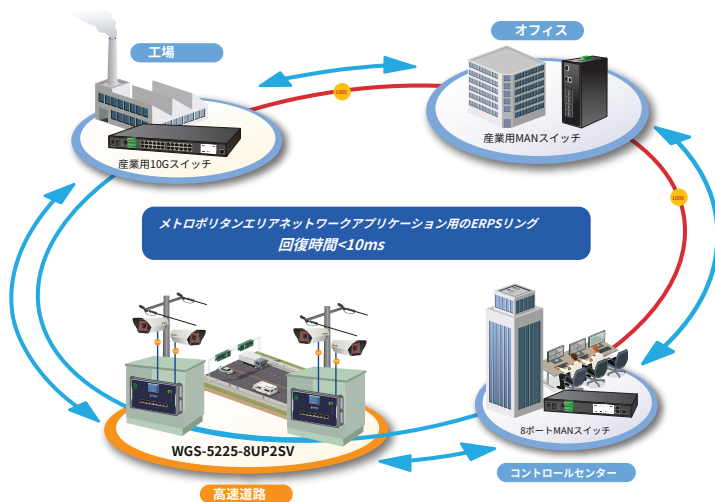 工場
オフィス
1000
産業用10Gスイッチ
産業用MANスイッチ
1000
メトロポリタンエリアネットワークアプリケーション用のERPSリング
回復時間<10ms
8ポートMANスイッチ
WGS-5225-8UP2SV
コントロールセンター
高速道路